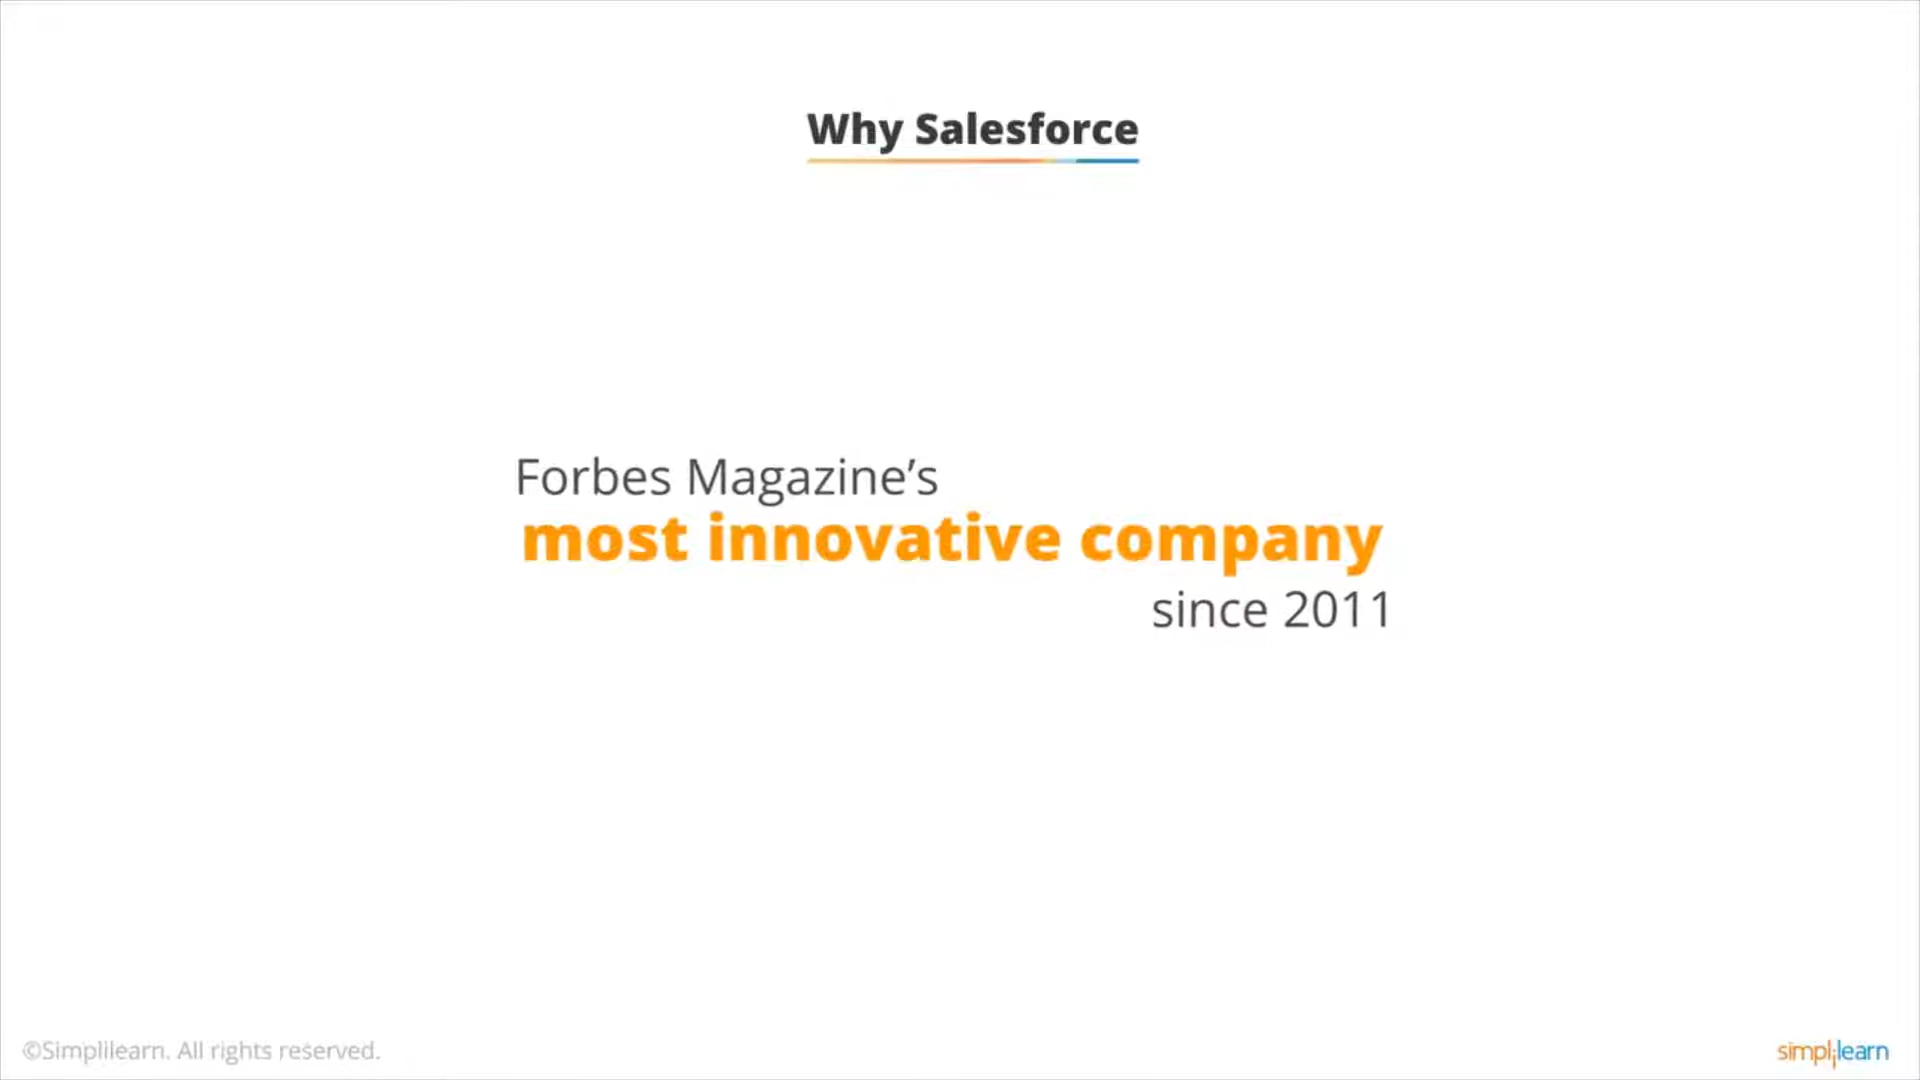 Why Salesforce
Forbes Magazine’s
most innovative company
since 2011
©Simplilearn. All rights reserved.
simplilearn